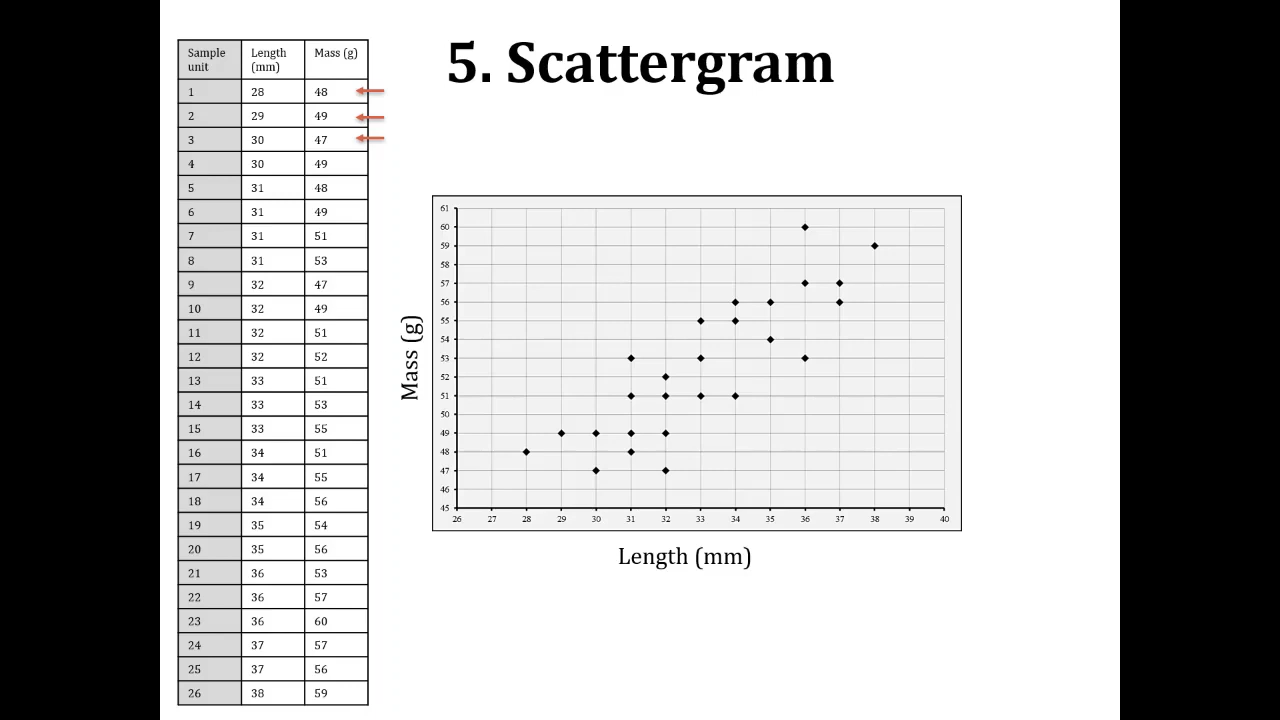 5. Scattergram
Sample unit Length (mm) Mass (g)
1 28 48
2 29 49
3 30 47
4 30 49
5 31 48
6 31 49
7 31 51
8 31 53
9 32 47
10 32 49
11 32 51
12 32 52
13 33 51
14 33 53
15 33 55
16 34 51
17 34 55
18 34 56
19 35 54
20 35 56
21 36 53
22 36 57
23 36 60
24 37 57
25 37 56
26 38 59
Mass (g)
61
60
59
58
57
56
55
54
53
52
51
50
49
48
47
46
45
26 27 28 29 30 31 32 33 34 35 36 37 38 39 40
Length (mm)